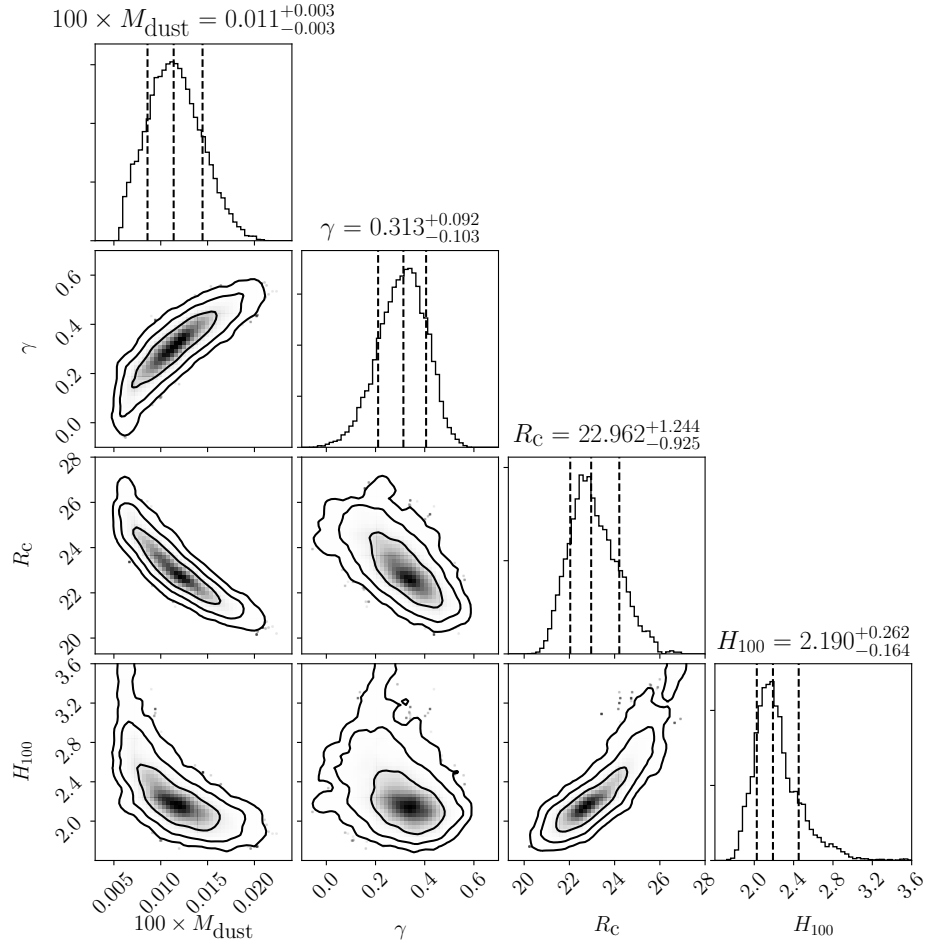 100 × M_dust = 0.011^{+0.003}_{−0.003}
γ = 0.313^{+0.092}_{−0.103}
0.6
0.4
0.2
0.0
γ
R_C = 22.962^{+1.244}_{−0.925}
28
26
24
22
20
R_C
H_100 = 2.190^{+0.262}_{−0.164}
3.6
3.2
2.8
2.4
2.0
H_100
0.005 0.010 0.015 0.020 0.0 0.2 0.4 0.6 20 22 24 26 28 2.0 2.4 2.8 3.2 3.6
100 × M_dust γ R_C H_100